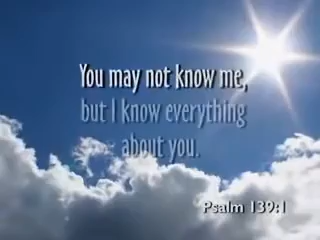 You may not know me,
but I know everything
about you.
Psalm 139:1